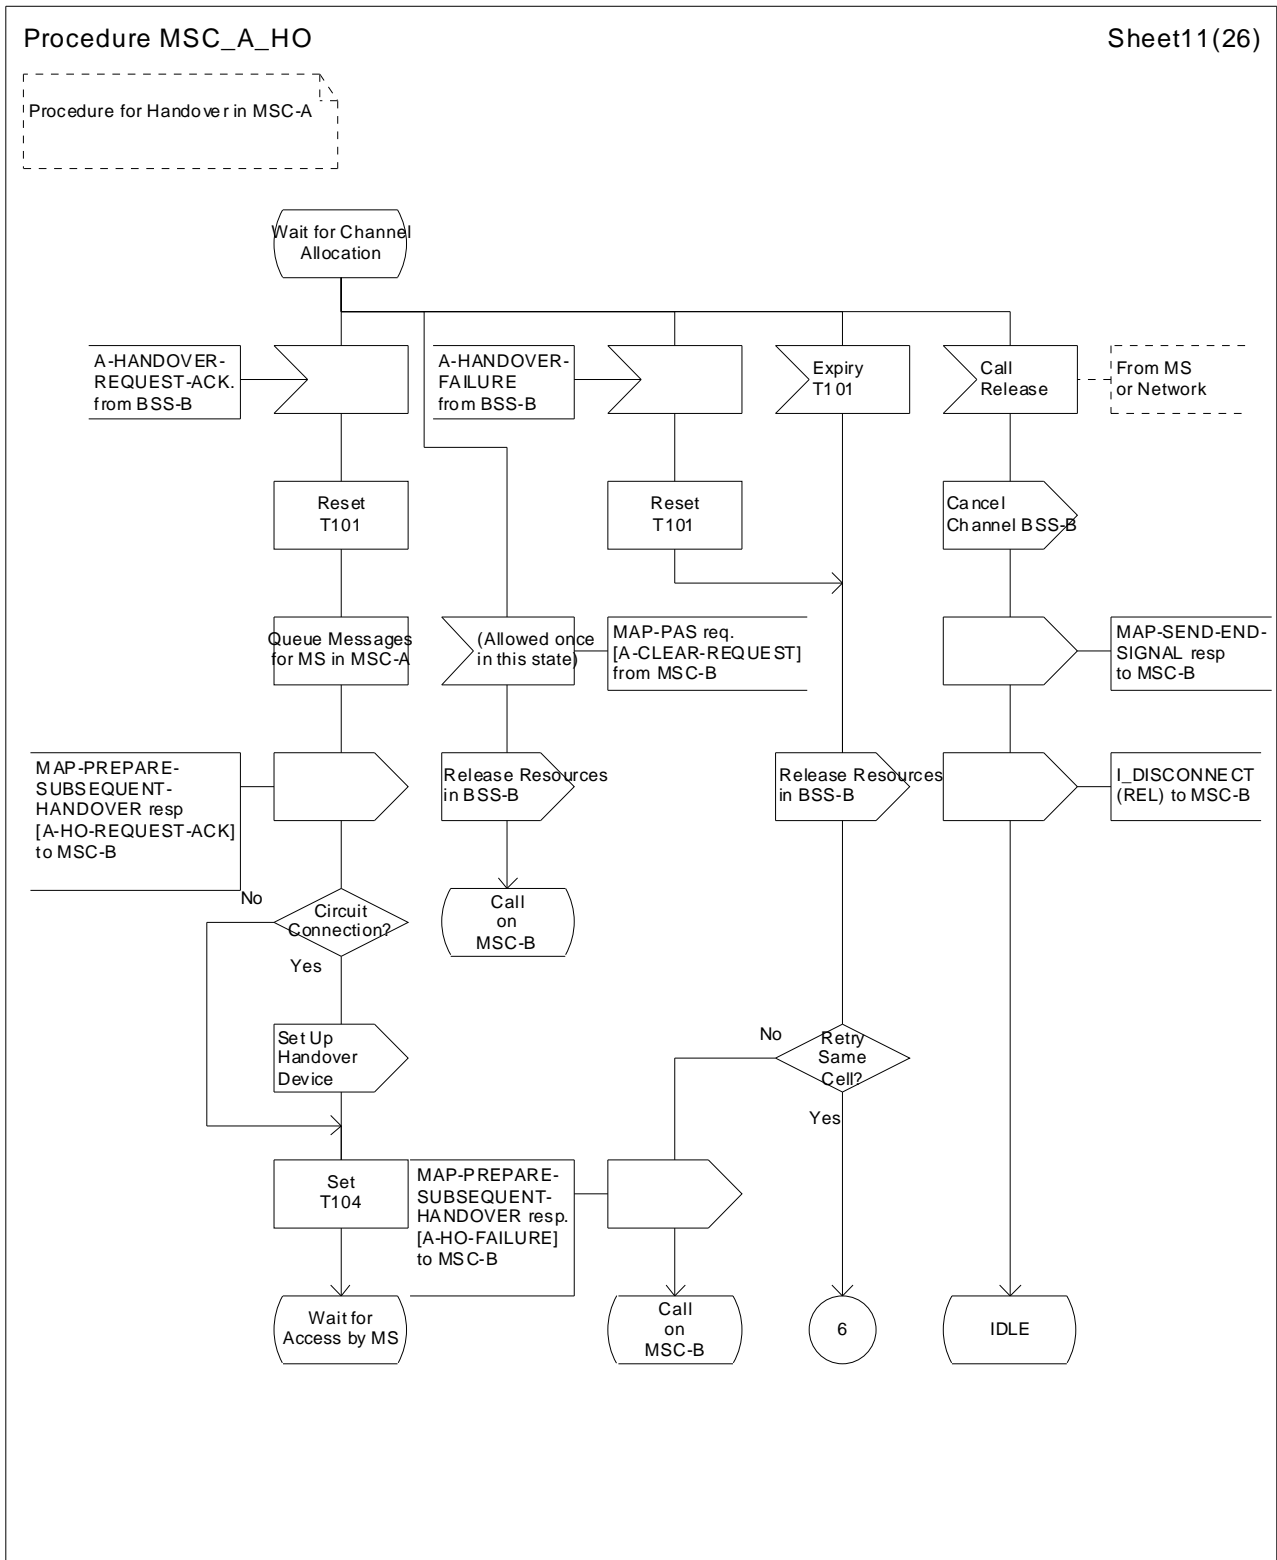 Procedure MSC_A_HO
Sheet11(26)
Procedure for Handover in MSC-A
Wait for Channel
Allocation
A-HANDOVER-
REQUEST-ACK.
from BSS-B
A-HANDOVER-
FAILURE
from BSS-B
Expiry
T101
Call
Release
From MS
or Network
Reset
T101
Reset
T101
Cancel
Channel BSS-B
Queue Messages
for MS in MSC-A
(Allowed once
in this state)
MAP-PAS req.
[A-CLEAR-REQUEST]
from MSC-B
MAP-SEND-END-
SIGNAL resp
to MSC-B
MAP-PREPARE-
SUBSEQUENT-
HANDOVER resp
[A-HO-REQUEST-ACK]
to MSC-B
Release Resources
in BSS-B
Release Resources
in BSS-B
I_DISCONNECT
(REL) to MSC-B
No
Circuit
Connection?
Yes
Call
on
MSC-B
Set Up
Handover
Device
No
Retry
Same
Cell?
Yes
Set
T104
MAP-PREPARE-
SUBSEQUENT-
HANDOVER resp.
[A-HO-FAILURE]
to MSC-B
Wait for
Access by MS
Call
on
MSC-B
6
IDLE